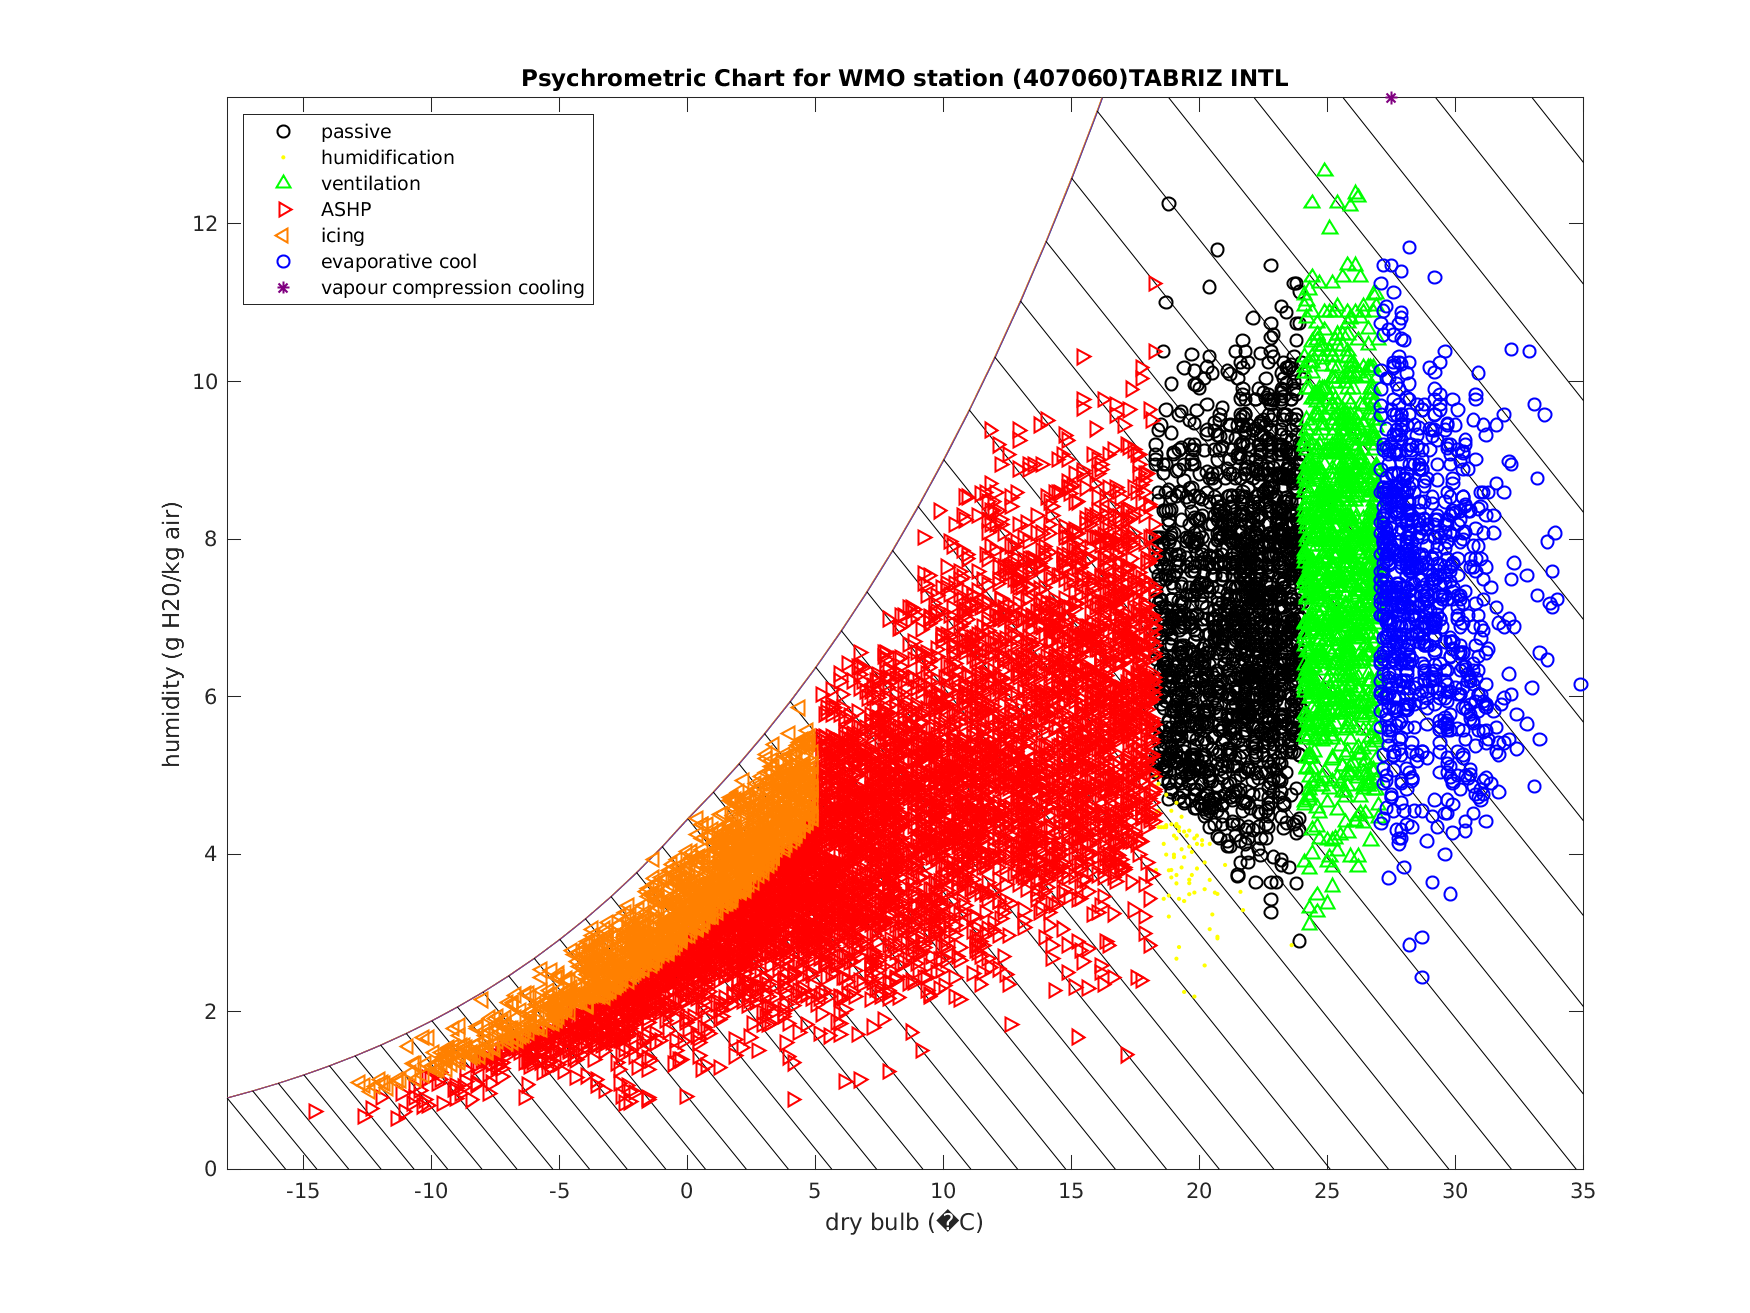 Psychrometric Chart for WMO station (407060)TABRIZ INTL
passive
humidification
ventilation
ASHP
icing
evaporative cool
vapour compression cooling
humidity (g H20/kg air)
12
10
8
6
4
2
0
-15 -10 -5 0 5 10 15 20 25 30 35
dry bulb (�C)